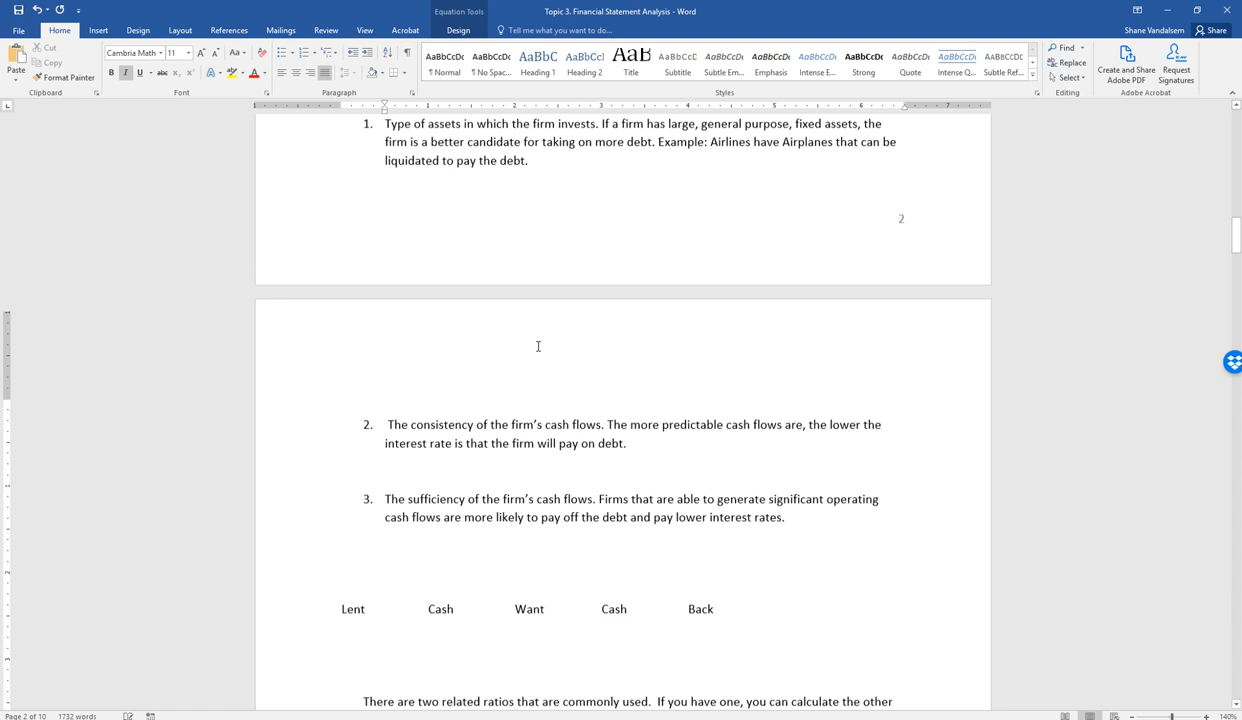 Equation Tools
Topic 3. Financial Statement Analysis - Word
File Home Insert Design Layout References Mailings Review View Acrobat Design Tell me what you want to do... Shane Vandalsem Share
Cut
Copy
Format Painter
Paste
Clipboard
Cambria Math 11
Font
Paragraph
AaBbCcDc AaBbCcDc AaBbC AaBbCcl AaB AaBbCcD AaBbCcDc AaBbCcDc AaBbCcDc AaBbCcDc AaBbCcDc AaBbCcDc AaBbCcDc
¶ Normal ¶ No Spac... Heading 1 Heading 2 Title Subtitle Subtle Em... Emphasis Intense E... Strong Quote Intense Q... Subtle Ref...
Styles
Find
Replace
Select
Editing
Create and Share Adobe PDF
Request Signatures
Adobe Acrobat
1 1 2 3 4 5 6 7
1. Type of assets in which the firm invests. If a firm has large, general purpose, fixed assets, the
firm is a better candidate for taking on more debt. Example: Airlines have Airplanes that can be
liquidated to pay the debt.
2
2. The consistency of the firm's cash flows. The more predictable cash flows are, the lower the
interest rate is that the firm will pay on debt.
3. The sufficiency of the firm's cash flows. Firms that are able to generate significant operating
cash flows are more likely to pay off the debt and pay lower interest rates.
Lent Cash Want Cash Back
There are two related ratios that are commonly used. If you have one, you can calculate the other
Page 2 of 10 1732 words 140%